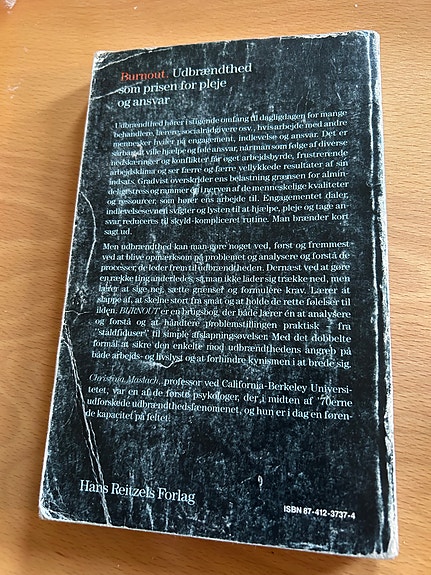 Burnout. Udbrændthed
som prisen for pleje
og ansvar
Udbrændthed hører i stigende omfang til dagligdagen for mange
behandlere, lærere, socialrådgivere osv., hvis arbejde med andre
mennesker hviler på engagement, indlevelse og ansvar. Det er
sårbart at ville hjælpe og føle ansvar, når man som følge af diverse
nedskæringer og konflikter får øget arbejdsbyrde, frustrerende
arbejdsklima og ser færre og færre vellykkede resultater af sin
indsats. Gradvist overskrider ens belastning grænsen for almin-
delig stress og rammer dyb i nerven af de menneskelige kvaliteter
og ressourcer, som hører ens arbejde til. Engagementet daler,
indlevelsesevnen svigter og lysten til at hjælpe, pleje og tage an-
svar reduceres til skyld-kompliceret rutine. Man brænder kort
sagt ud.
Men udbrændthed kan man gøre noget ved, først og fremmest
ved at blive opmærksom på problemet og analysere og forstå de
processer, de leder frem til udbrændtheden. Dernæst ved at gøre
en række ting anderledes, så man ikke lader sig trække ned, men
lærer at sige nej, sætte grænser og formulere krav. Lærer at
slappe af, at skelne stort fra småt og at holde de rette følelser til
ilden. BURNOUT er en brugsbog, der både lærer én at analysere
og forstå og at håndtere problemstillingen praktisk – fra
"staldfiduser" til simple afslapningsøvelser. Med det dobbelte
formål at sikre den enkelte mod udbrændthedens angreb på
både arbejds- og livslyst og at forhindre kynismen i at brede sig.
Christina Maslach, professor ved California-Berkeley Universi-
tetet, var en af de første psykologer, der i midten af '70erne
udforskede udbrændthedsfænomenet, og hun er i dag en føren-
de kapacitet på feltet.
Hans Reitzels Forlag
ISBN 87-412-3737-4